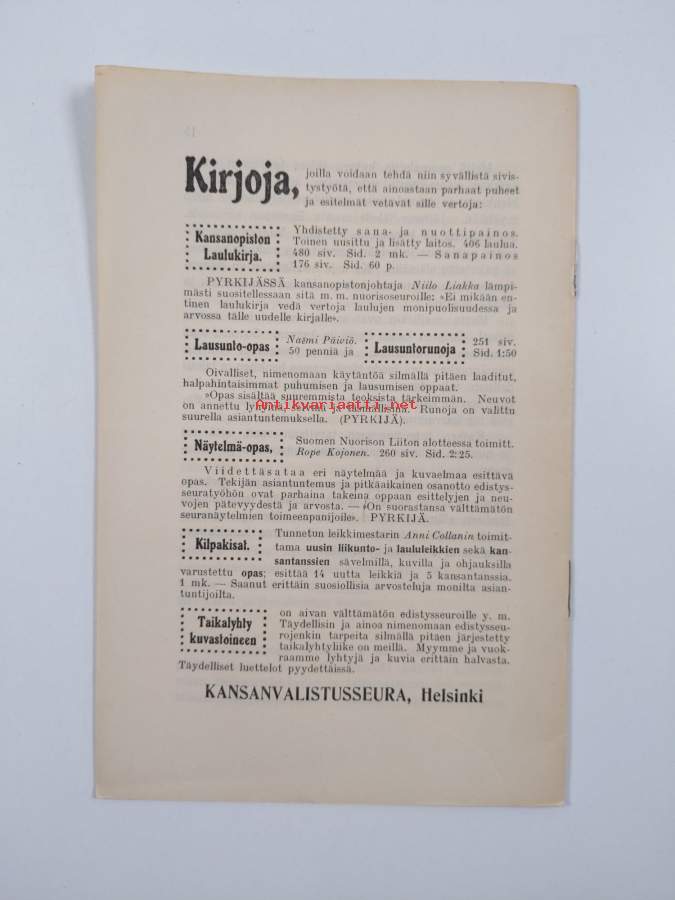 Kirjoja, joilla voidaan tehdä niin syvällistä sivis-
tystyötä, että ainoastaan parhaat puheet
ja esitelmät vetävät sille vertoja:
Kansanopiston
Laulukirja.
Yhdistetty sana- ja nuottipainos.
Toinen uusittu ja lisätty laitos. 406 laulua.
480 siv. Sid. 2 mk. — Sanapainos
176 siv. Sid. 60 p.
PYRKIJÄSSÄ kansanopistonjohtaja Niilo Liakka lämpi-
mästi suositellessaan sitä m. m. nuorisoseuroille: »Ei mikään en-
tinen laulukirja vedä vertoja laulujen monipuolisuudessa ja
arvossa tälle uudelle kirjalle».
Lausunto-opas
Našmi Päiviö.
50 penniä ja
Lausuntorunoja
251 siv.
Sid. 1:50
Oivalliset, nimenomaan käytäntöä silmällä pitäen laaditut,
halpahintaisimmat puhumisen ja lausumisen oppaat.
»Opas sisältää suuremmista teoksista tärkeimmän. Neuvot
on annettu Runoja on valittu
suurella asiantuntemuksella. (PYRKIJÄ).
Antikvariaatti.net
Näytelmä-opas,
Suomen Nuorison Liiton alotteessa toimitt.
Rope Kojonen. 260 siv. Sid. 2:25.
Viidettäsataa eri näytelmää ja kuvaelmaa esittävä
opas. Tekijän asiantuntemus ja pitkäaikainen osanotto edistys-
seuratyöhön ovat parhaina takeina oppaan esittelyjen ja neu-
vojen pätevyydestä ja arvosta. — »On suorastansa välttämätön
seuranäytelmien toimeenpanijoille». PYRKIJÄ.
Kilpakisat.
Tunnetun leikkimestarin Anni Collanin toimit-
tama uusin liikunto- ja laululeikkien sekä kan-
santanssien sävelmillä, kuvilla ja ohjauksilla
varustettu opas; esittää 14 uutta leikkiä ja 5 kansantanssia.
1 mk. — Saanut erittäin suosiollisia arvosteluja monilta asian-
tuntijoilta.
Taikalyhty
kuvastoineen
on aivan välttämätön edistysseuroille y. m.
Täydellisin ja ainoa nimenomaan edistysseu-
rojenkin tarpeita silmällä pitäen järjestetty
taikalyhtyliike on meillä. Myymme ja vuok-
raamme lyhtyjä ja kuvia erittäin halvasta.
Täydelliset luettelot pyydettäissä.
KANSANVALISTUSSEURA, Helsinki